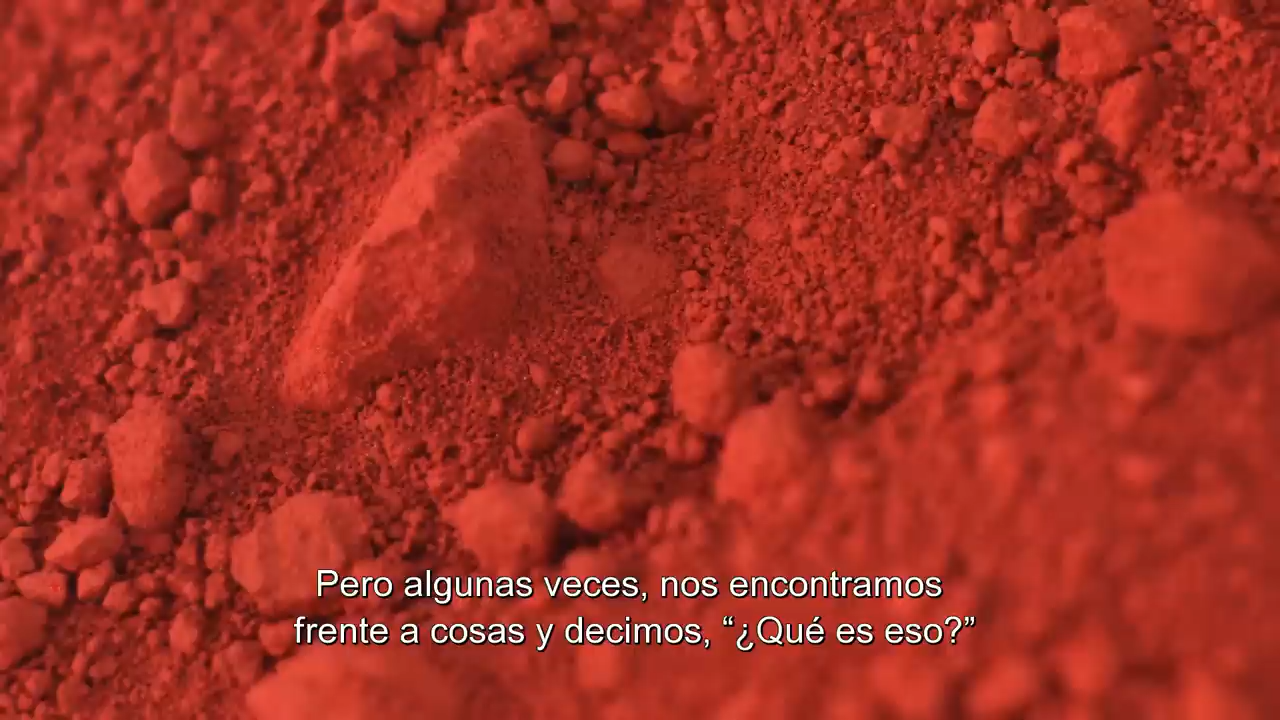 Pero algunas veces, nos encontramos
frente a cosas y decimos, “¿Qué es eso?”